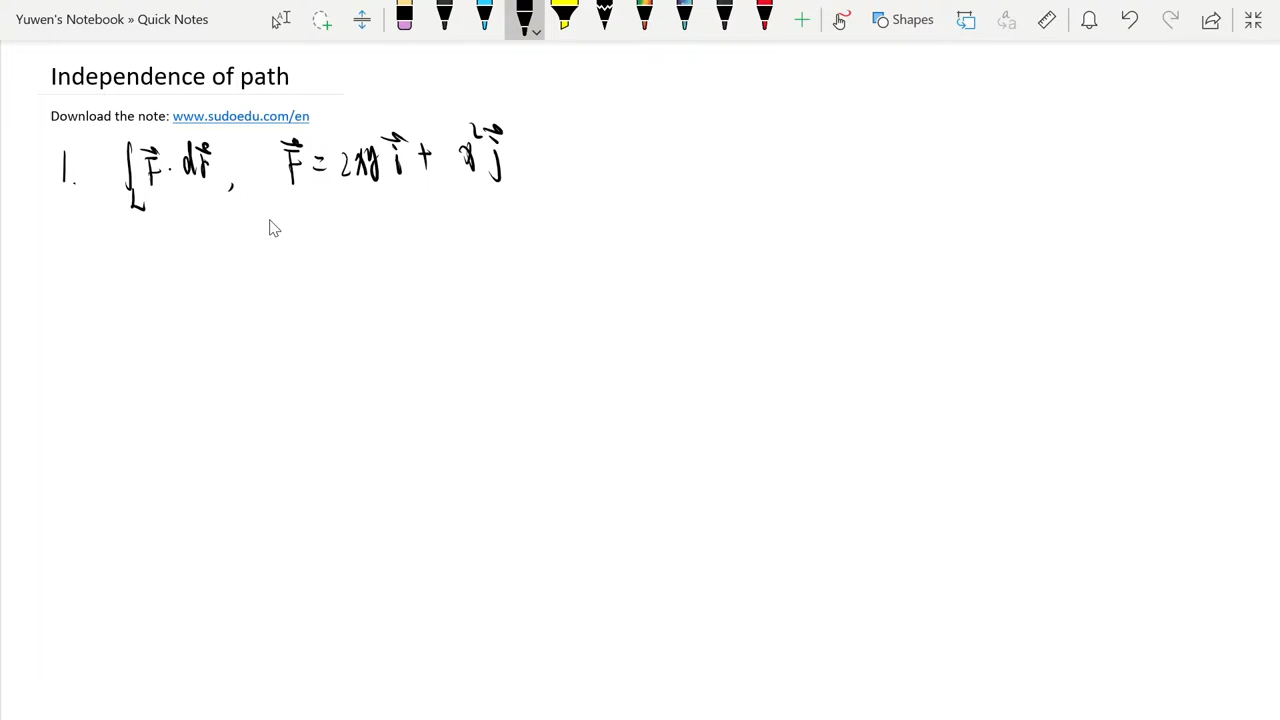 Yuwen's Notebook » Quick Notes
Shapes
Independence of path
Download the note: www.sudoedu.com/en
1. ∫_L F⃗ · dr⃗ , F⃗ = 2xy i⃗ + x² j⃗